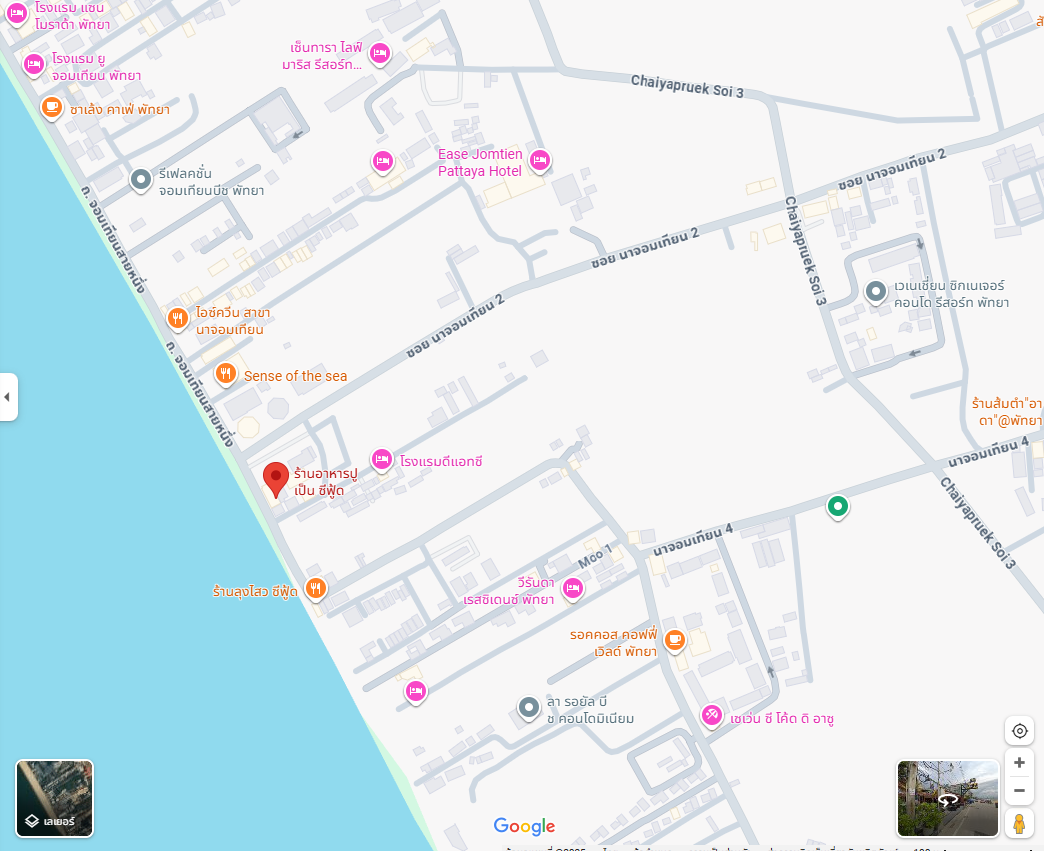 โรงแรม แซน
โมราด้า พัทยา
โรงแรม ยู
จอมเทียน พัทยา
เซ็นทารา ไลฟ์
มาริส รีสอร์ท...
ชาเล้ง คาเฟ่ พัทยา
Chaiyapruek Soi 3
Ease Jomtien
Pattaya Hotel
รีเฟลคชั่น
จอมเทียนบีช พัทยา
ซอย นาจอมเทียน 2
ถ. จอมเทียนสายหนึ่ง
Chaiyapruek Soi 3
ซอย นาจอมเทียน 2
เวเนเชี่ยน ซิกเนเจอร์
คอนโด รีสอร์ท พัทยา
ไอซ์ควีน สาขา
นาจอมเทียน
ซอย นาจอมเทียน 2
ถ. จอมเทียนสายหนึ่ง
Sense of the sea
ร้านส้มตำ"อา
ดา"@พัทยา
นาจอมเทียน 4
โรงแรมดีแอทซี
ร้านอาหารปู
เป็น ซีฟู้ด
Chaiyapruek Soi 3
นาจอมเทียน 4
Moo 1
ร้านลุงไสว ซีฟู้ด
วีรันดา
เรสซิเดนซ์ พัทยา
รอคคอส คอฟฟี่
เวิลด์ พัทยา
ลา รอยัล บี
ช คอนโดมิเนียม
เซเว่น ซี โค้ด ดิ อาซู
เลเยอร์
Google